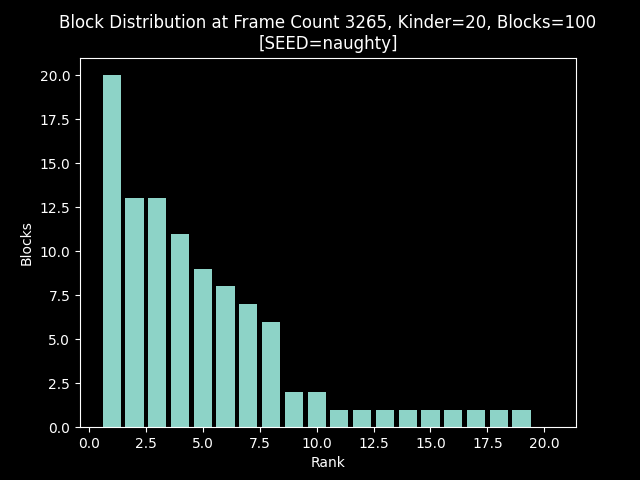 Block Distribution at Frame Count 3265, Kinder=20, Blocks=100
[SEED=naughty]
20.0
17.5
15.0
12.5
10.0
7.5
5.0
2.5
0.0
Blocks
0.0 2.5 5.0 7.5 10.0 12.5 15.0 17.5 20.0
Rank